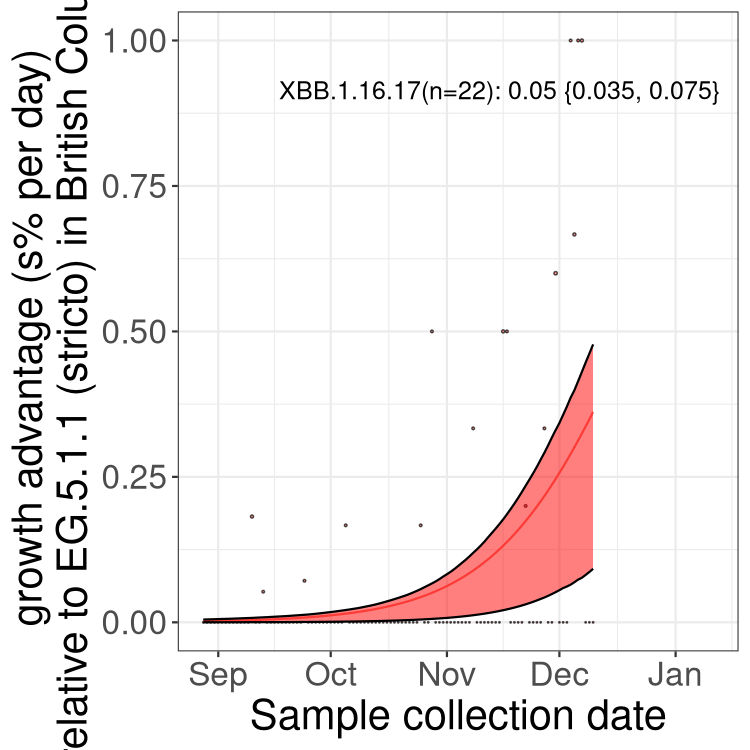 growth advantage (s% per day)
relative to EG.5.1.1 (stricto) in British
1.00
0.75
0.50
0.25
0.00
XBB.1.16.17(n=22): 0.05 {0.035, 0.075}
Sep Oct Nov Dec Jan
Sample collection date